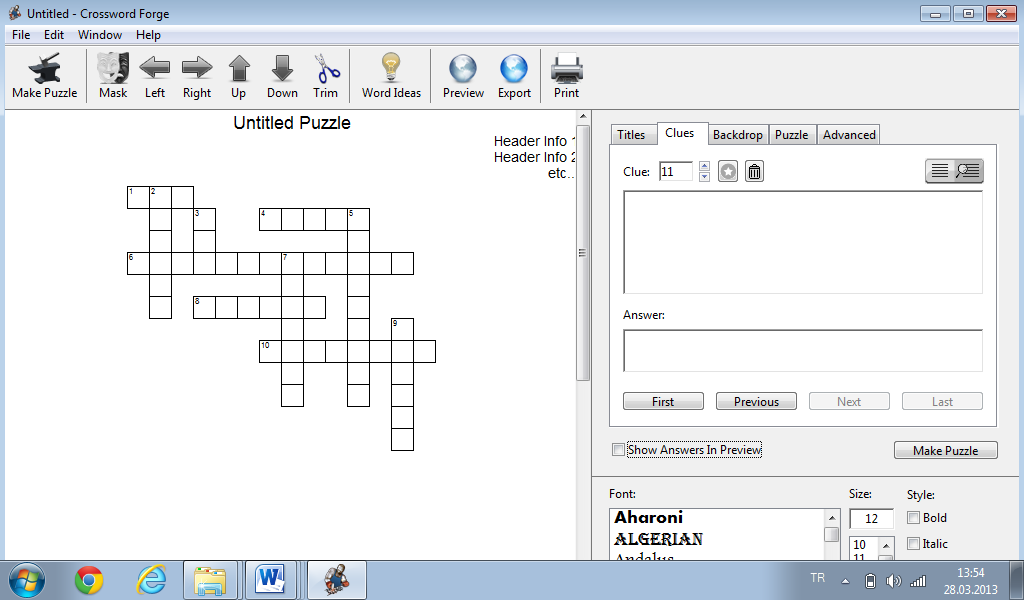 Untitled - Crossword Forge
File Edit Window Help
Make Puzzle Mask Left Right Up Down Trim Word Ideas Preview Export Print
Untitled Puzzle
Header Info 1
Header Info 2
etc..
1 2
3 4 5
6 7
8
9
10
Titles Clues Backdrop Puzzle Advanced
Clue: 11
Answer:
First Previous Next Last
Show Answers In Preview Make Puzzle
Font: Size: Style:
Aharoni 12 Bold
ALGERIAN
Andalus 10 Italic
11
TR 13:54
28.03.2013